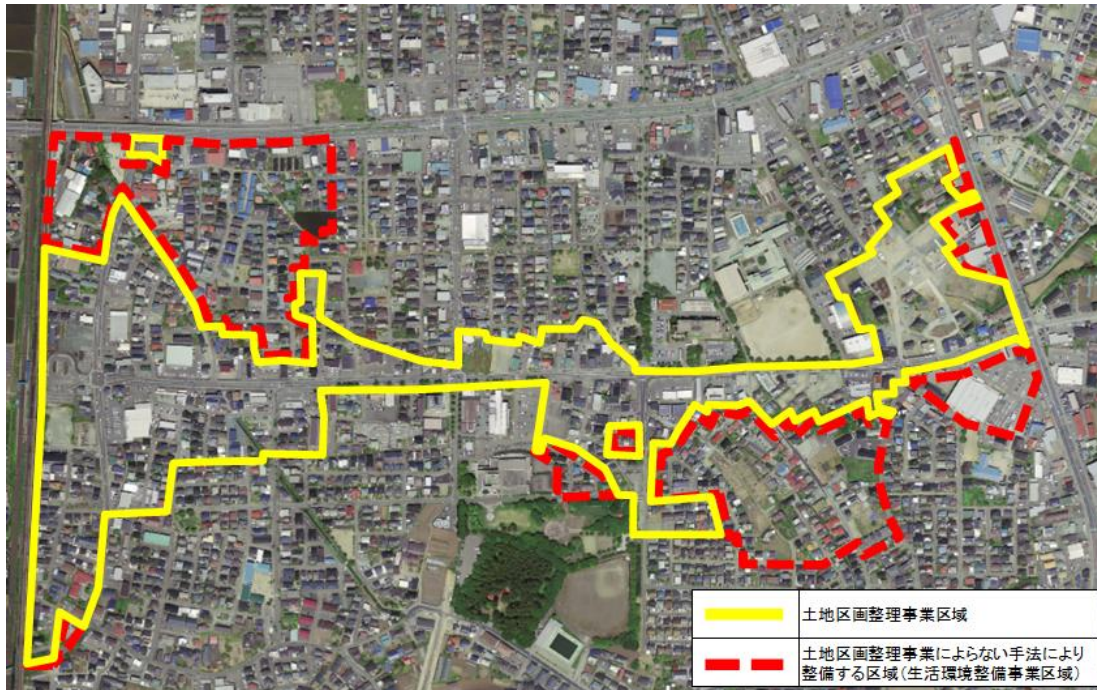 土地区画整理事業区域
土地区画整理事業によらない手法により
整備する区域(生活環境整備事業区域)